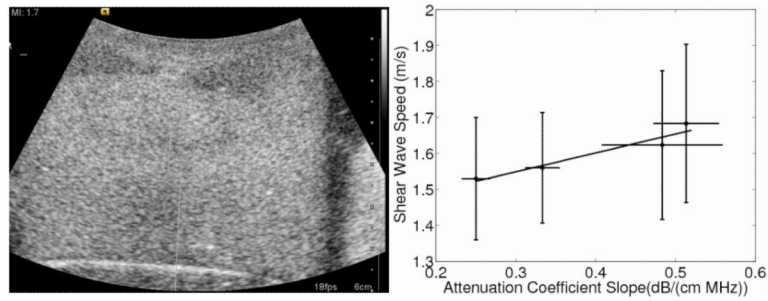 MI: 1.7
18fps 6cm
Shear Wave Speed (m/s)
2
1.9
1.8
1.7
1.6
1.5
1.4
1.3
0.2 0.3 0.4 0.5 0.6
Attenuation Coefficient Slope(dB/(cm MHz))